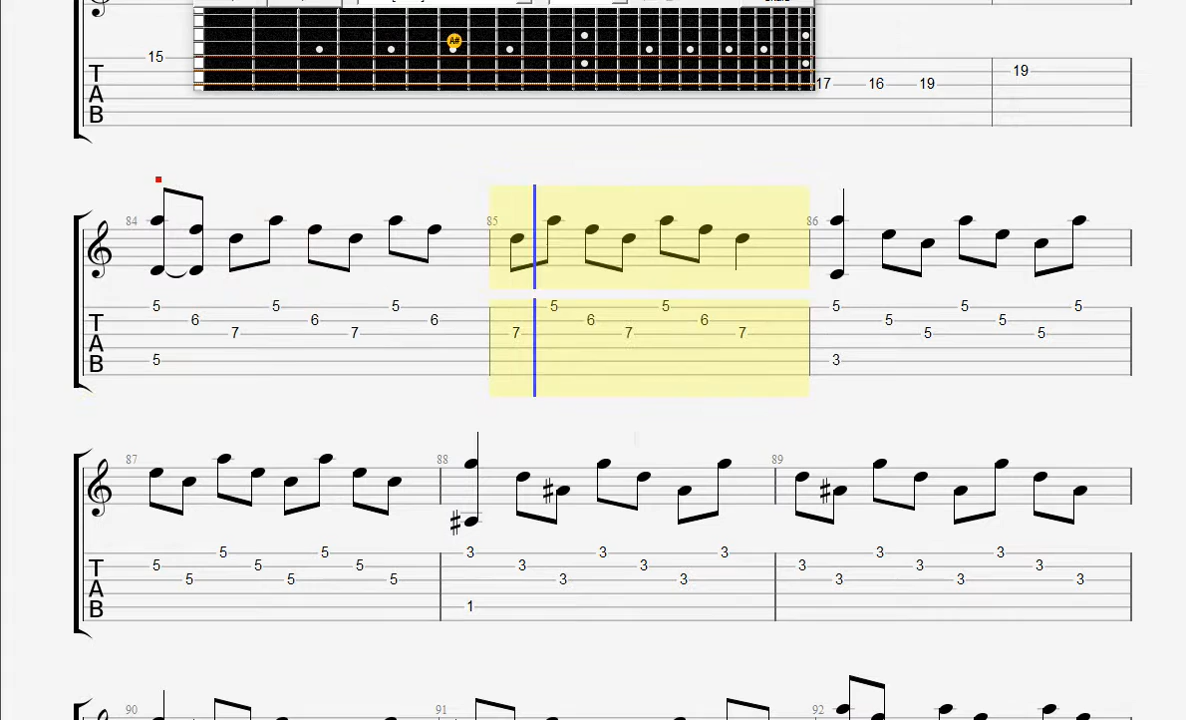 A#
15
17 16 19 19
T
A
B
84 85 86
5 5 5 5 5 5 5 5
6 6 6 6 6 5 5
7 7 7 7 7 5 5
5 3
T
A
B
87 88 89
5 5 3 3 3 3 3
5 5 5 3 3 3 3 3
5 5 5 3 3 3 3 3
1
T
A
B
90 91 92